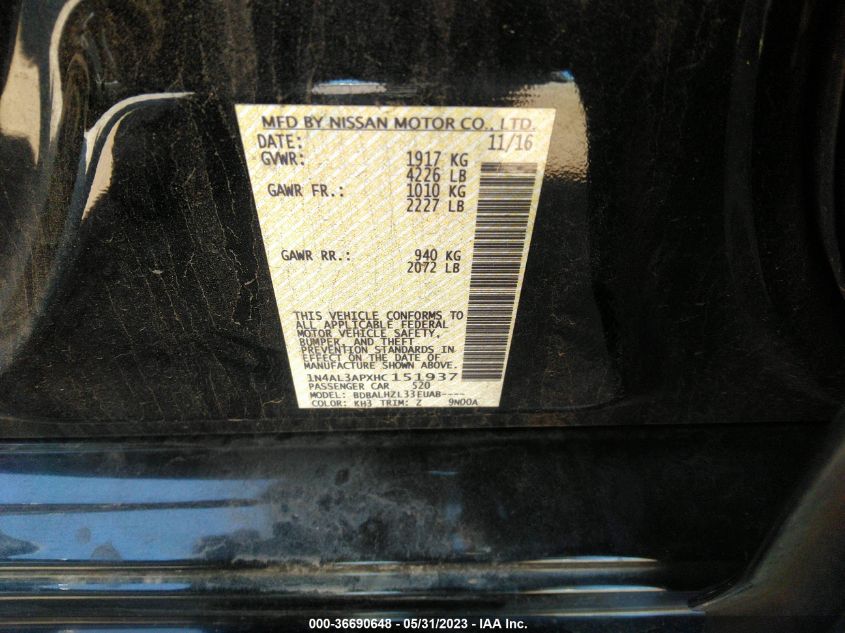 MFD BY NISSAN MOTOR CO., LTD.
DATE: 11/16
GVWR: 1917 KG
4226 LB
GAWR FR.: 1010 KG
2227 LB
GAWR RR.: 940 KG
2072 LB
THIS VEHICLE CONFORMS TO
ALL APPLICABLE FEDERAL
MOTOR VEHICLE SAFETY,
BUMPER, AND THEFT
PREVENTION STANDARDS IN
EFFECT ON THE DATE OF
MANUFACTURE SHOWN ABOVE.
1N4AL3APXHC151937
PASSENGER CAR 520
MODEL: BDBALHZL33EUAB----
COLOR: KH3 TRIM: Z 9N00A
000-36690648 - 05/31/2023 - IAA Inc.